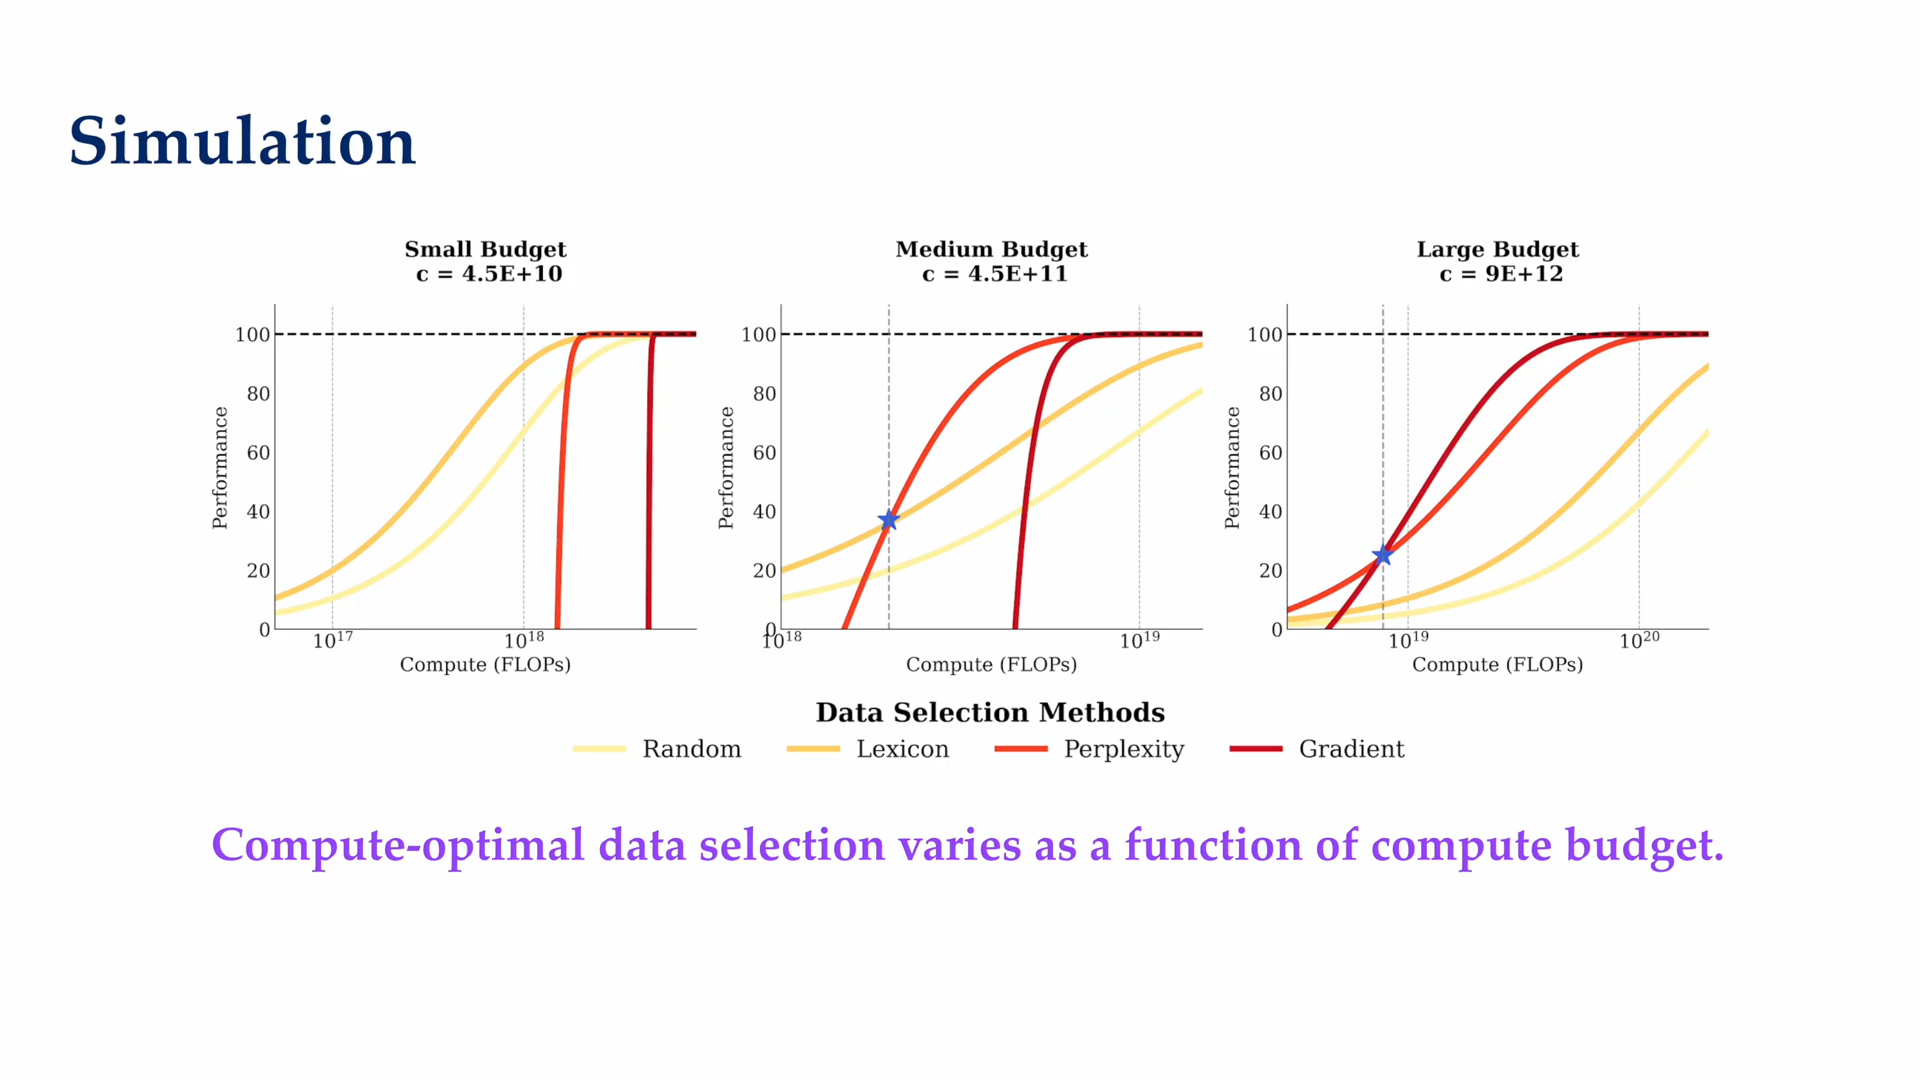 Simulation
Small Budget
c = 4.5E+10
100
80
60
40
20
0
Performance
10^17
10^18
Compute (FLOPs)
Medium Budget
c = 4.5E+11
100
80
60
40
20
0
Performance
10^18
10^19
Compute (FLOPs)
Large Budget
c = 9E+12
100
80
60
40
20
0
Performance
10^19
10^20
Compute (FLOPs)
Data Selection Methods
Random Lexicon Perplexity Gradient
Compute-optimal data selection varies as a function of compute budget.